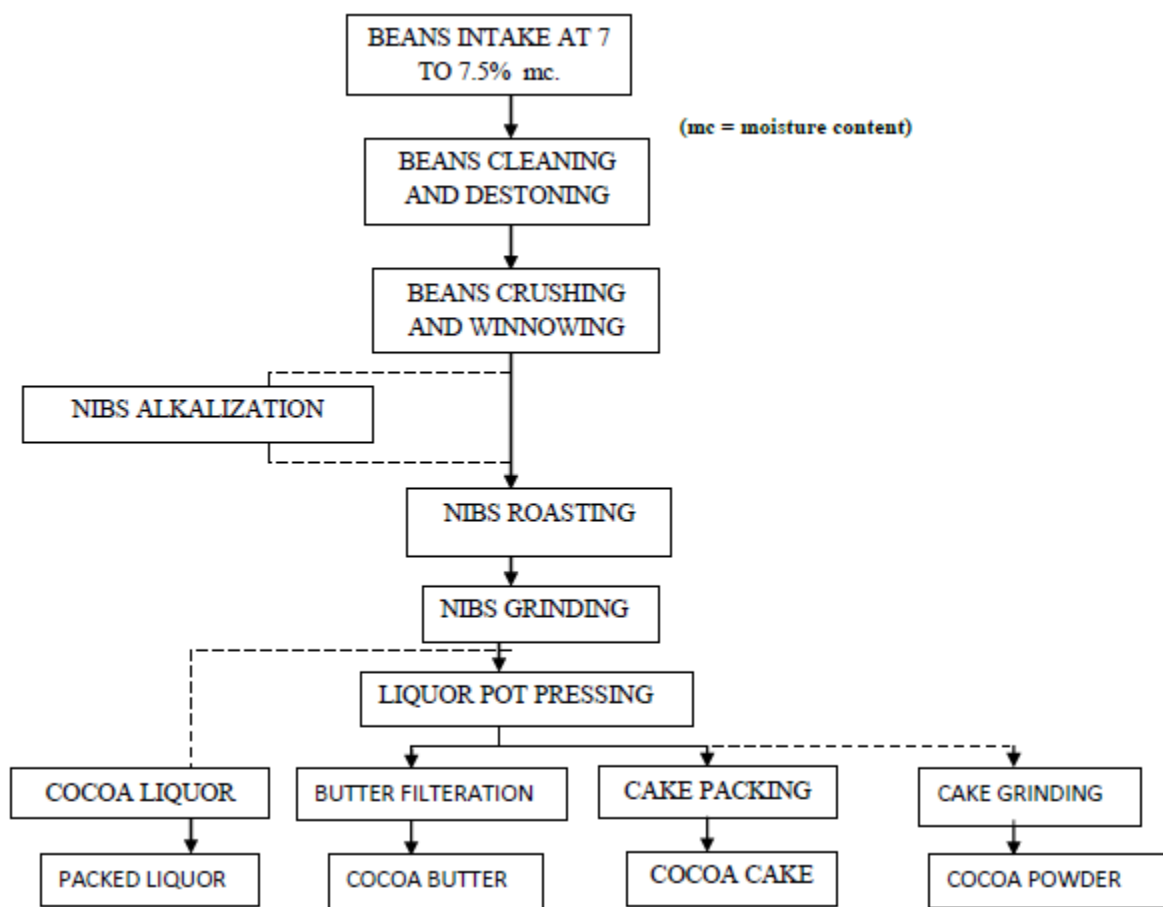 BEANS INTAKE AT 7
TO 7.5% mc.
(mc = moisture content)
BEANS CLEANING
AND DESTONING
BEANS CRUSHING
AND WINNOWING
NIBS ALKALIZATION
NIBS ROASTING
NIBS GRINDING
LIQUOR POT PRESSING
COCOA LIQUOR
BUTTER FILTERATION
CAKE PACKING
CAKE GRINDING
PACKED LIQUOR
COCOA BUTTER
COCOA CAKE
COCOA POWDER